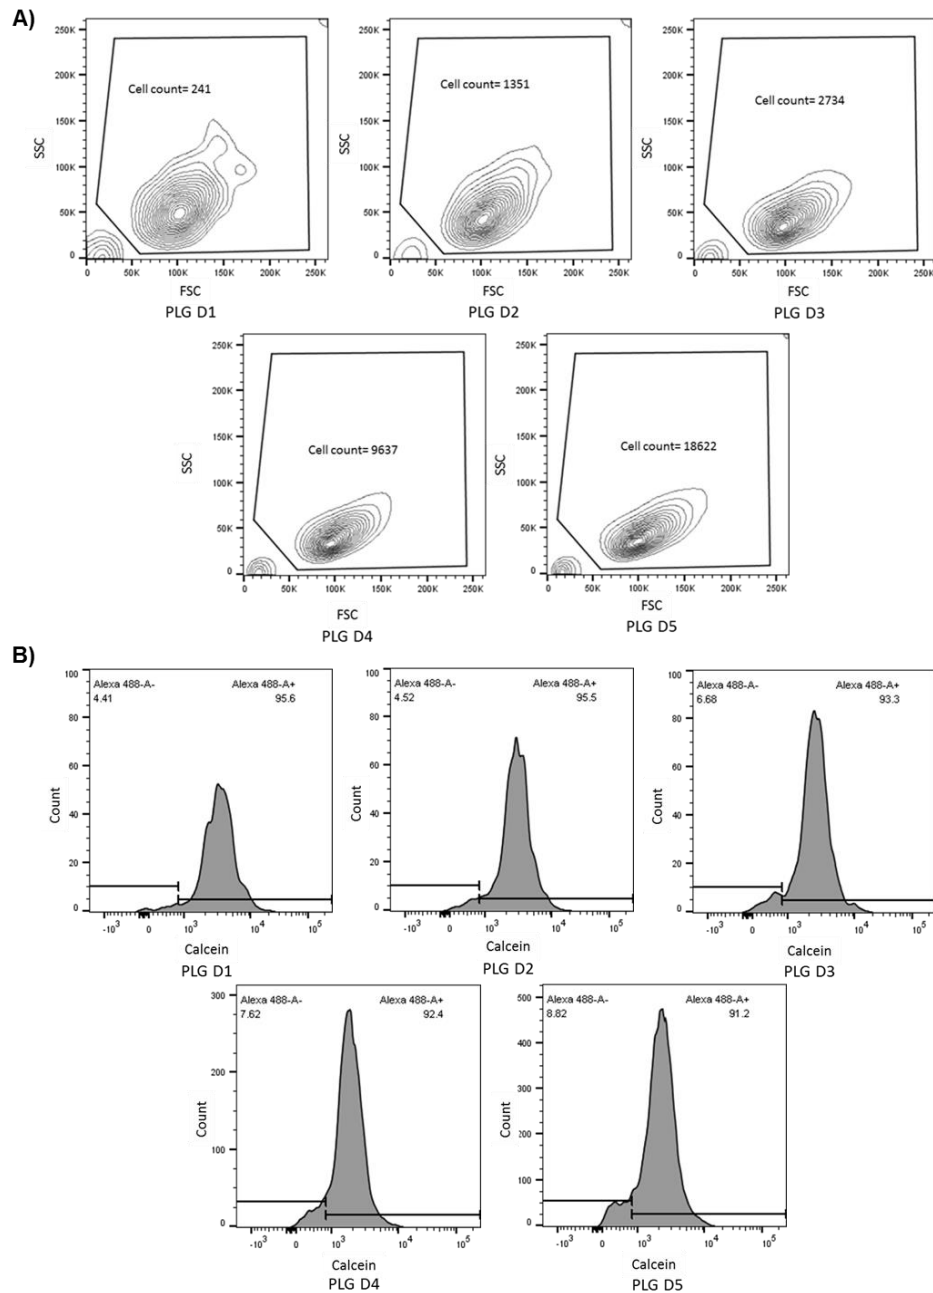 A)
250K
200K
150K
100K
50K
0
SSC
Cell count= 241
0 50K 100K 150K 200K 250K
FSC
PLG D1
250K
200K
150K
100K
50K
0
SSC
Cell count= 1351
0 50K 100K 150K 200K 250K
FSC
PLG D2
250K
200K
150K
100K
50K
0
SSC
Cell count= 2734
0 50K 100K 150K 200K 250K
FSC
PLG D3
250K
200K
150K
100K
50K
0
SSC
Cell count= 9637
0 50K 100K 150K 200K 250K
FSC
PLG D4
250K
200K
150K
100K
50K
0
SSC
Cell count= 18622
0 50K 100K 150K 200K 250K
FSC
PLG D5
B)
100
80
60
40
20
0
Count
Alexa 488-A- Alexa 488-A+
4.41 95.6
-10³ 0 10³ 10⁴ 10⁵
Calcein
PLG D1
100
80
60
40
20
0
Count
Alexa 488-A- Alexa 488-A+
4.52 95.5
-10³ 0 10³ 10⁴ 10⁵
Calcein
PLG D2
100
80
60
40
20
0
Count
Alexa 488-A- Alexa 488-A+
6.68 93.3
-10³ 0 10³ 10⁴ 10⁵
Calcein
PLG D3
300
200
100
0
Count
Alexa 488-A- Alexa 488-A+
7.62 92.4
-10³ 0 10³ 10⁴ 10⁵
Calcein
PLG D4
500
400
300
200
100
0
Count
Alexa 488-A- Alexa 488-A+
8.82 91.2
-10³ 0 10³ 10⁴ 10⁵
Calcein
PLG D5